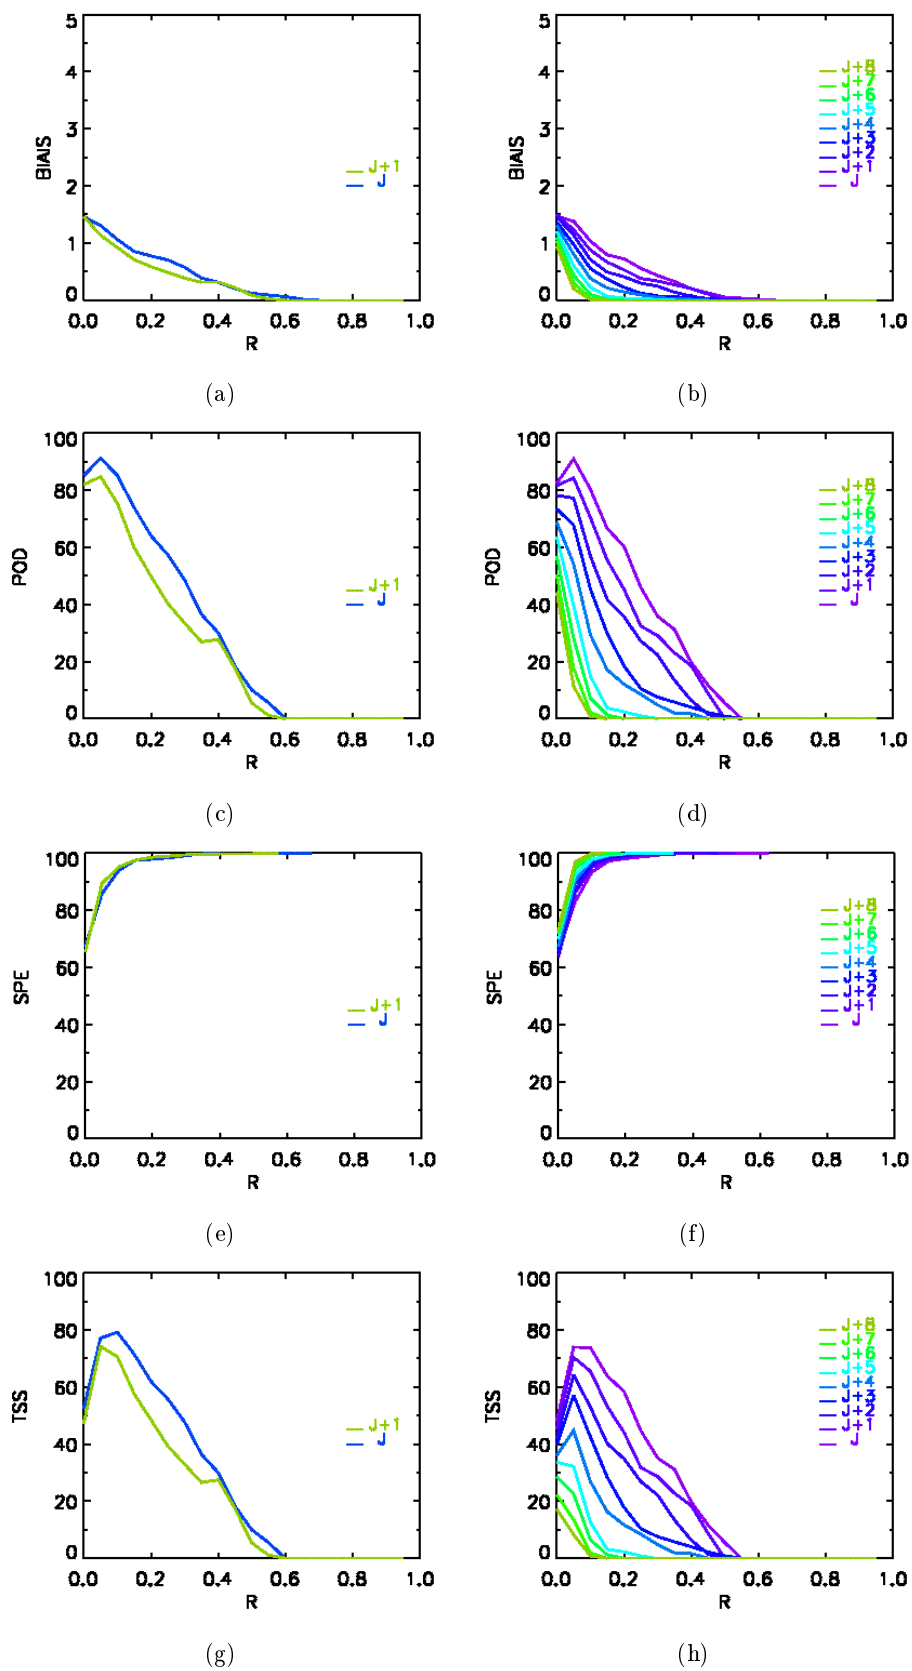 5
4
3
2
1
0
BIAIS
J+1
J
0.0 0.2 0.4 0.6 0.8 1.0
R
(a)
5
4
3
2
1
0
BIAIS
J+8
J+7
J+6
J+5
J+4
J+3
J+2
J+1
J
0.0 0.2 0.4 0.6 0.8 1.0
R
(b)
100
80
60
40
20
0
POD
J+1
J
0.0 0.2 0.4 0.6 0.8 1.0
R
(c)
100
80
60
40
20
0
POD
J+8
J+7
J+6
J+5
J+4
J+3
J+2
J+1
J
0.0 0.2 0.4 0.6 0.8 1.0
R
(d)
100
80
60
40
20
0
SPE
J+1
J
0.0 0.2 0.4 0.6 0.8 1.0
R
(e)
100
80
60
40
20
0
SPE
J+8
J+7
J+6
J+5
J+4
J+3
J+2
J+1
J
0.0 0.2 0.4 0.6 0.8 1.0
R
(f)
100
80
60
40
20
0
TSS
J+1
J
0.0 0.2 0.4 0.6 0.8 1.0
R
(g)
100
80
60
40
20
0
TSS
J+8
J+7
J+6
J+5
J+4
J+3
J+2
J+1
J
0.0 0.2 0.4 0.6 0.8 1.0
R
(h)